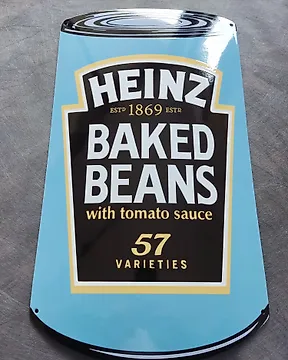 HEINZ
ESTD 1869 ESTD
BAKED
BEANS
with tomato sauce
57
VARIETIES